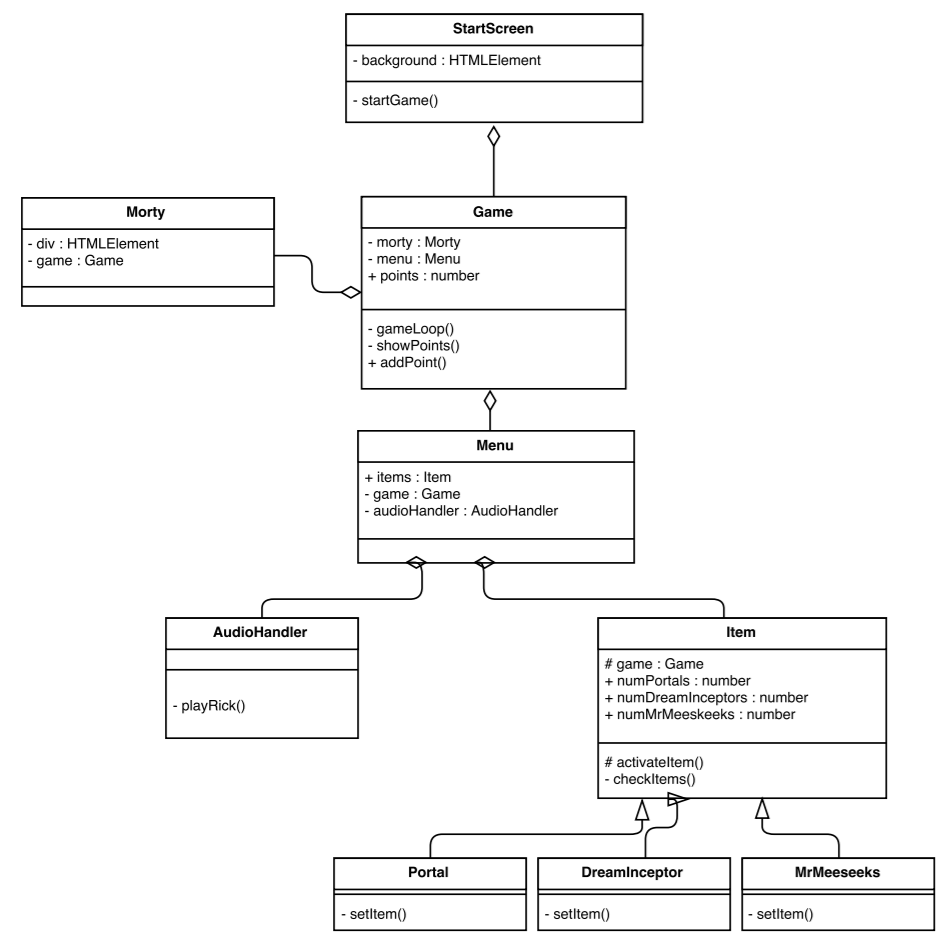 StartScreen
- background : HTMLElement
- startGame()
Morty
- div : HTMLElement
- game : Game
Game
- morty : Morty
- menu : Menu
+ points : number
- gameLoop()
- showPoints()
+ addPoint()
Menu
+ items : Item
- game : Game
- audioHandler : AudioHandler
AudioHandler
- playRick()
Item
# game : Game
+ numPortals : number
+ numDreamInceptors : number
+ numMrMeeskeeks : number
# activateItem()
- checkItems()
Portal
- setItem()
DreamInceptor
- setItem()
MrMeeseeks
- setItem()